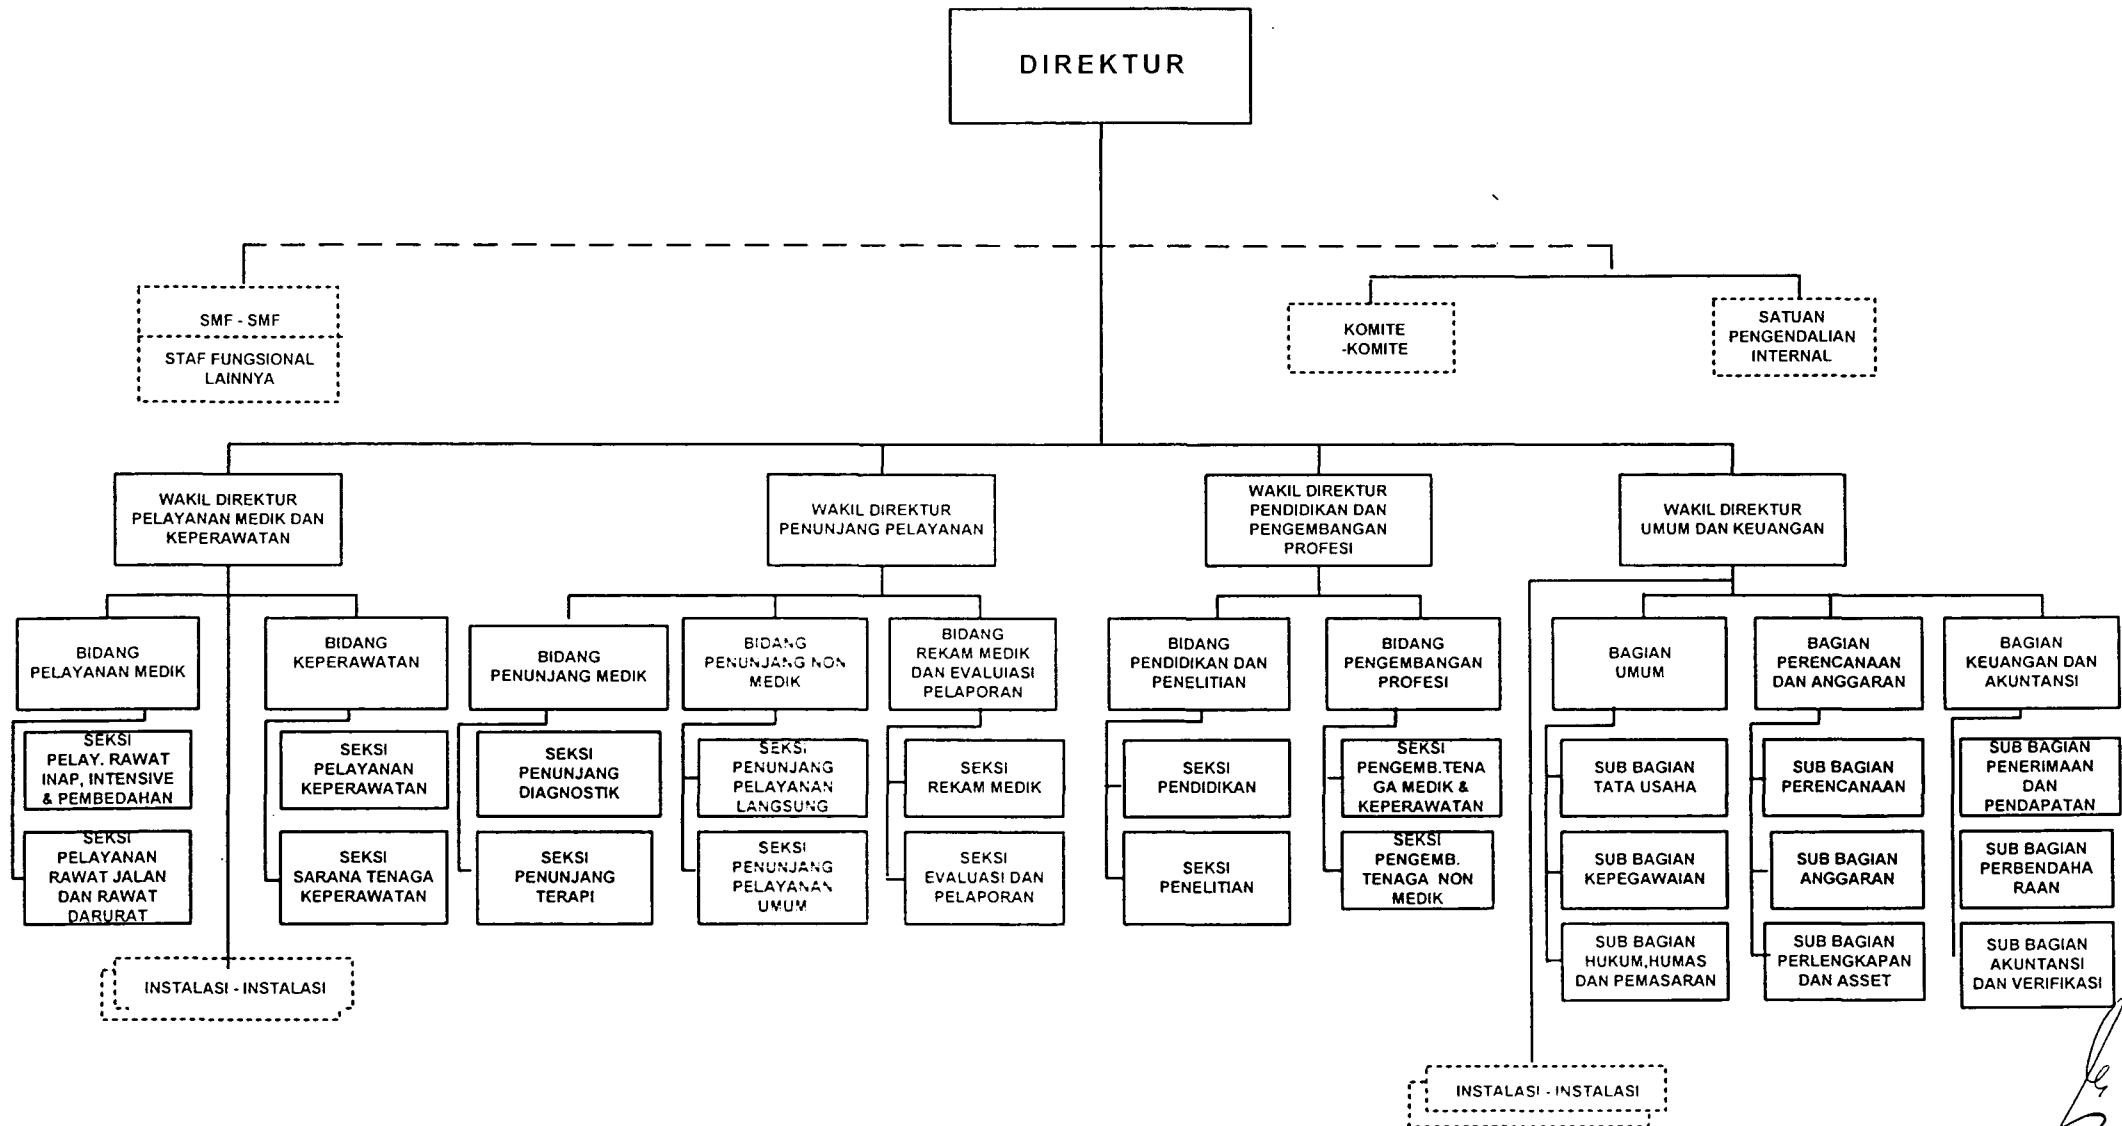 DIREKTUR
SMF - SMF
STAF FUNGSIONAL
LAINNYA
KOMITE
-KOMITE
SATUAN
PENGENDALIAN
INTERNAL
WAKIL DIREKTUR
PELAYANAN MEDIK DAN
KEPERAWATAN
WAKIL DIREKTUR
PENUNJANG PELAYANAN
WAKIL DIREKTUR
PENDIDIKAN DAN
PENGEMBANGAN
PROFESI
WAKIL DIREKTUR
UMUM DAN KEUANGAN
BIDANG
PELAYANAN MEDIK
BIDANG
KEPERAWATAN
BIDANG
PENUNJANG MEDIK
BIDANG
PENUNJANG NON
MEDIK
BIDANG
REKAM MEDIK
DAN EVALUIASI
PELAPORAN
BIDANG
PENDIDIKAN DAN
PENELITIAN
BIDANG
PENGEMBANGAN
PROFESI
BAGIAN
UMUM
BAGIAN
PERENCANAAN
DAN ANGGARAN
BAGIAN
KEUANGAN DAN
AKUNTANSI
SEKSI
PELAY. RAWAT
INAP, INTENSIVE
& PEMBEDAHAN
SEKSI
PELAYANAN
KEPERAWATAN
SEKSI
PENUNJANG
DIAGNOSTIK
SEKSI
PENUNJANG
PELAYANAN
LANGSUNG
SEKSI
REKAM MEDIK
SEKSI
PENDIDIKAN
SEKSI
PENGEMB.TENA
GA MEDIK &
KEPERAWATAN
SUB BAGIAN
TATA USAHA
SUB BAGIAN
PERENCANAAN
SUB BAGIAN
PENERIMAAN
DAN
PENDAPATAN
SEKSI
PELAYANAN
RAWAT JALAN
DAN RAWAT
DARURAT
SEKSI
SARANA TENAGA
KEPERAWATAN
SEKSI
PENUNJANG
TERAPI
SEKSI
PENUNJANG
PELAYANAN
UMUM
SEKSI
EVALUASI DAN
PELAPORAN
SEKSI
PENELITIAN
SEKSI
PENGEMB.
TENAGA NON
MEDIK
SUB BAGIAN
KEPEGAWAIAN
SUB BAGIAN
ANGGARAN
SUB BAGIAN
PERBENDAHA
RAAN
SUB BAGIAN
HUKUM,HUMAS
DAN PEMASARAN
SUB BAGIAN
PERLENGKAPAN
DAN ASSET
SUB BAGIAN
AKUNTANSI
DAN VERIFIKASI
INSTALASI - INSTALASI
INSTALASI - INSTALASI